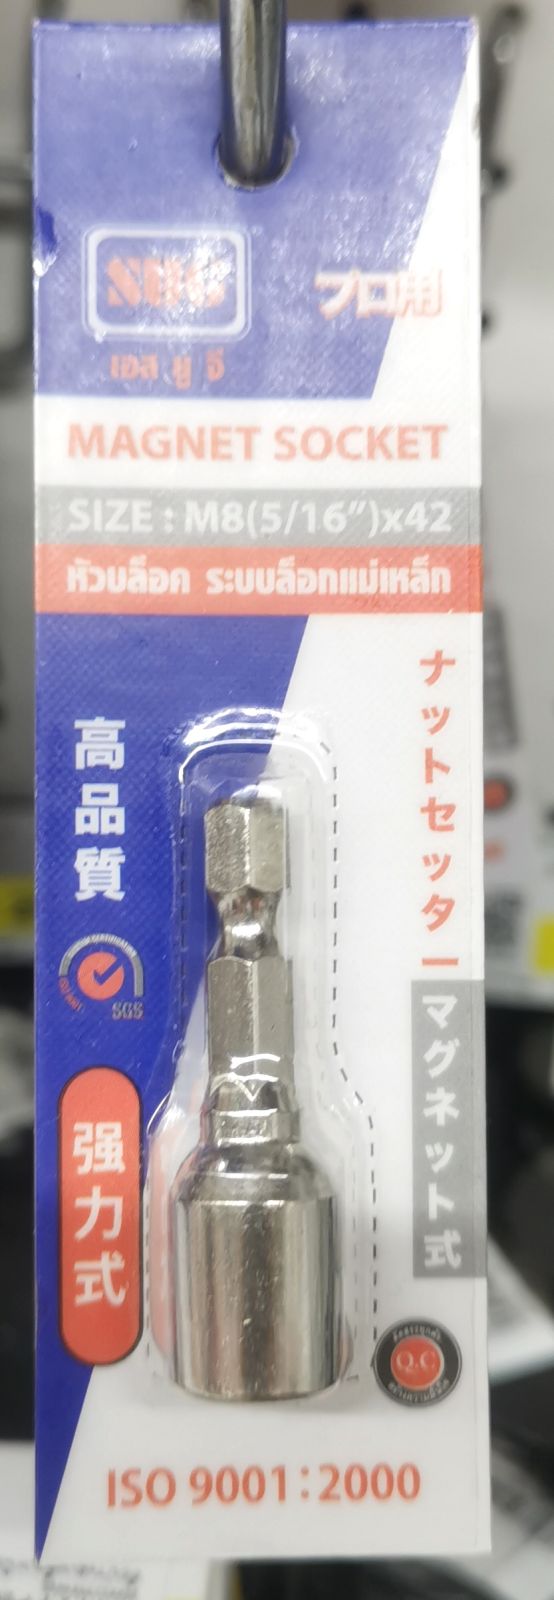 เอส ยู จี
プロ用
MAGNET SOCKET
SIZE : M8(5/16”)x42
หัวบล็อค ระบบล็อกแม่เหล็ก
高品質
ナットセッター
マグネット式
SGS
强力式
Q.C
ISO 9001:2000